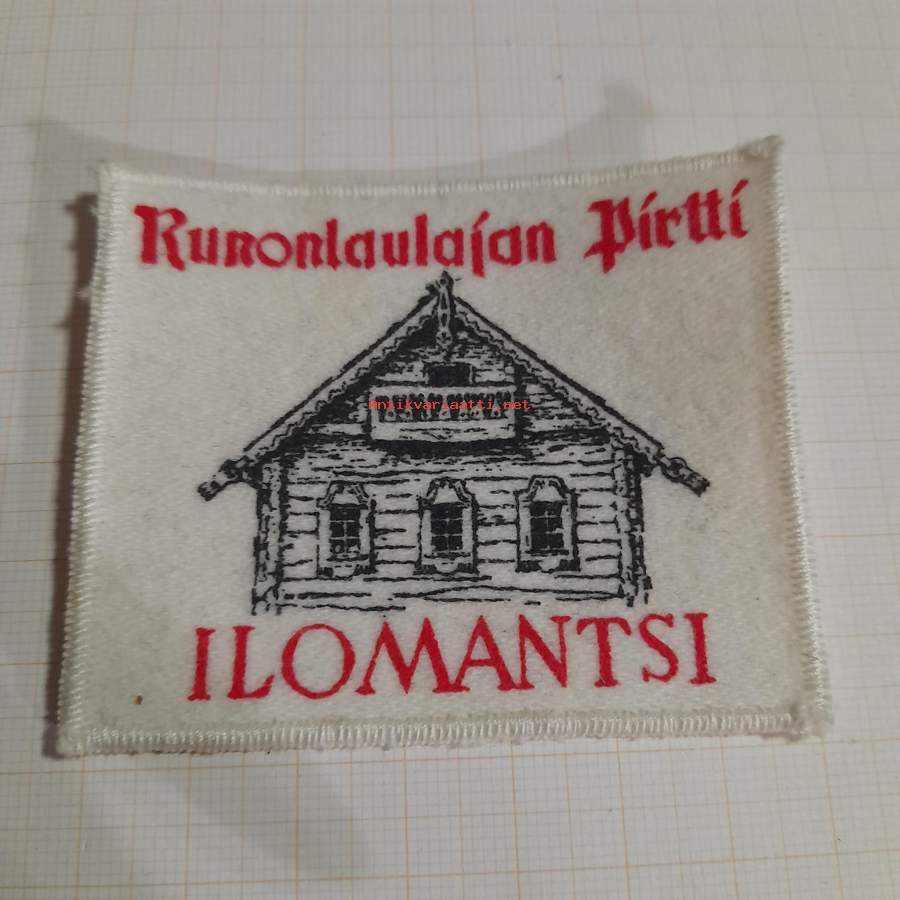 Runonlaulajan Pirtti
Antikvariaatti.net
ILOMANTSI